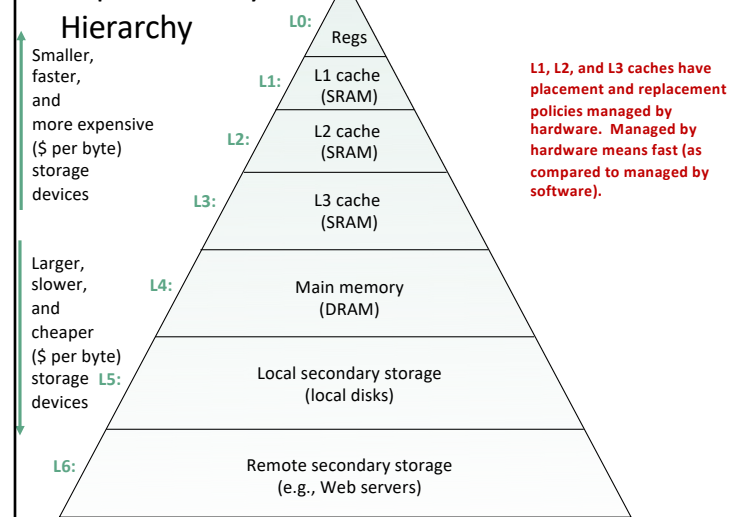 Hierarchy
Smaller,
faster,
and
more expensive
($ per byte)
storage
devices
Larger,
slower,
and
cheaper
($ per byte)
storage
devices
L0:
Regs
L1:
L1 cache
(SRAM)
L2:
L2 cache
(SRAM)
L3:
L3 cache
(SRAM)
L4:
Main memory
(DRAM)
L5:
Local secondary storage
(local disks)
L6:
Remote secondary storage
(e.g., Web servers)
L1, L2, and L3 caches have
placement and replacement
policies managed by
hardware. Managed by
hardware means fast (as
compared to managed by
software).